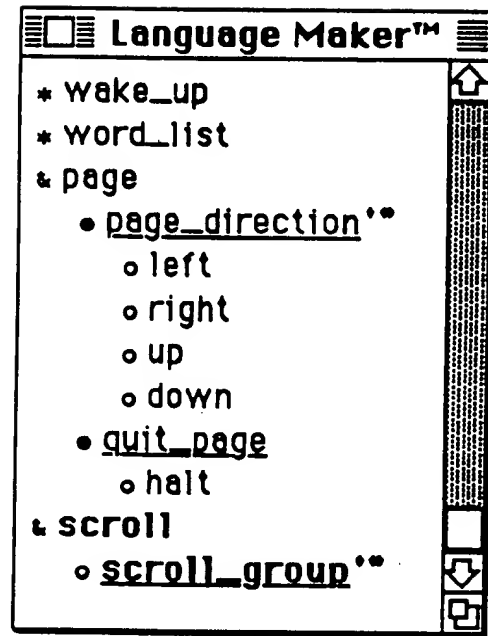 Language Maker™
* wake_up
* word_list
& page
• page_direction'∞
o left
o right
o up
o down
• quit_page
o halt
& scroll
o scroll_group'∞